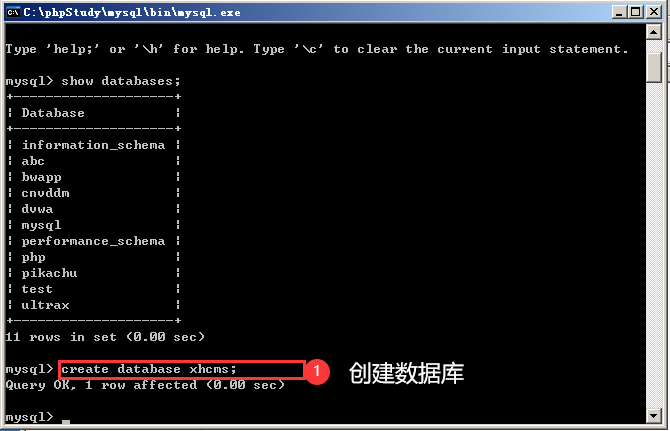 C:\phpStudy\mysql\bin\mysql.exe
Type 'help;' or '\h' for help. Type '\c' to clear the current input statement.
mysql> show databases;
+--------------------+
| Database           |
+--------------------+
| information_schema |
| abc                |
| bwapp              |
| cnvddm             |
| dvwa               |
| mysql              |
| performance_schema |
| php                |
| pikachu            |
| test               |
| ultrax             |
+--------------------+
11 rows in set (0.00 sec)
mysql> create database xhcms; 1 创建数据库
Query OK, 1 row affected (0.00 sec)
mysql>